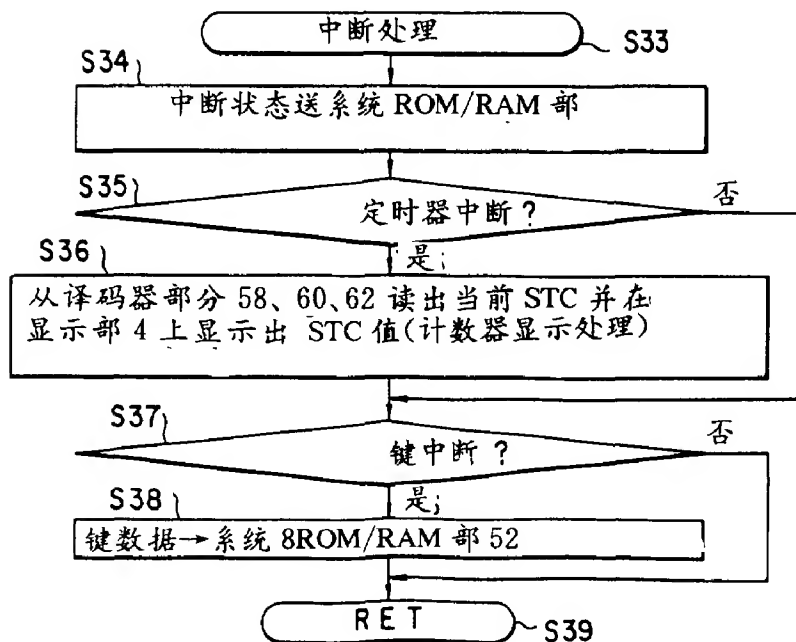 中断处理
S33
S34
中断状态送系统 ROM/RAM 部
S35
定时器中断?
否
S36
是;
从译码器部分 58、60、62 读出当前 STC 并在
显示部 4 上显示出 STC 值(计数器显示处理)
S37
键中断?
否
S38
是;
键数据→系统 8ROM/RAM 部 52
RET
S39